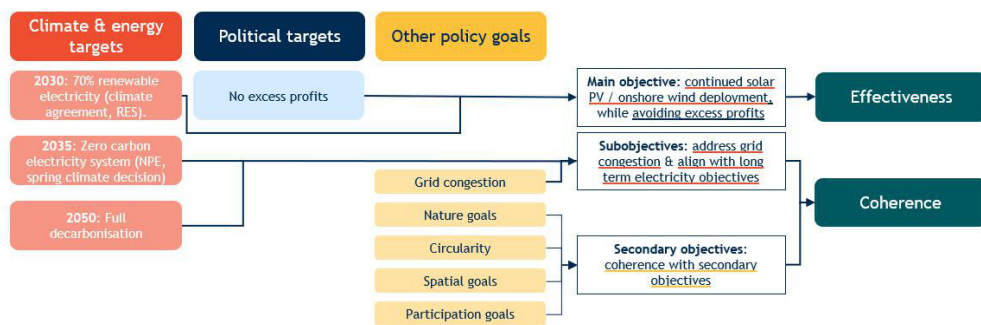 Climate & energy
targets
Political targets
Other policy goals
2030: 70% renewable
electricity (climate
agreement, RES).
No excess profits
Main objective: continued solar
PV / onshore wind deployment,
while avoiding excess profits
Effectiveness
2035: Zero carbon
electricity system (NPE,
spring climate decision)
Subobjectives: address grid
congestion & align with long
term electricity objectives
Grid congestion
Coherence
2050: Full
decarbonisation
Nature goals
Circularity
Spatial goals
Participation goals
Secondary objectives:
coherence with secondary
objectives